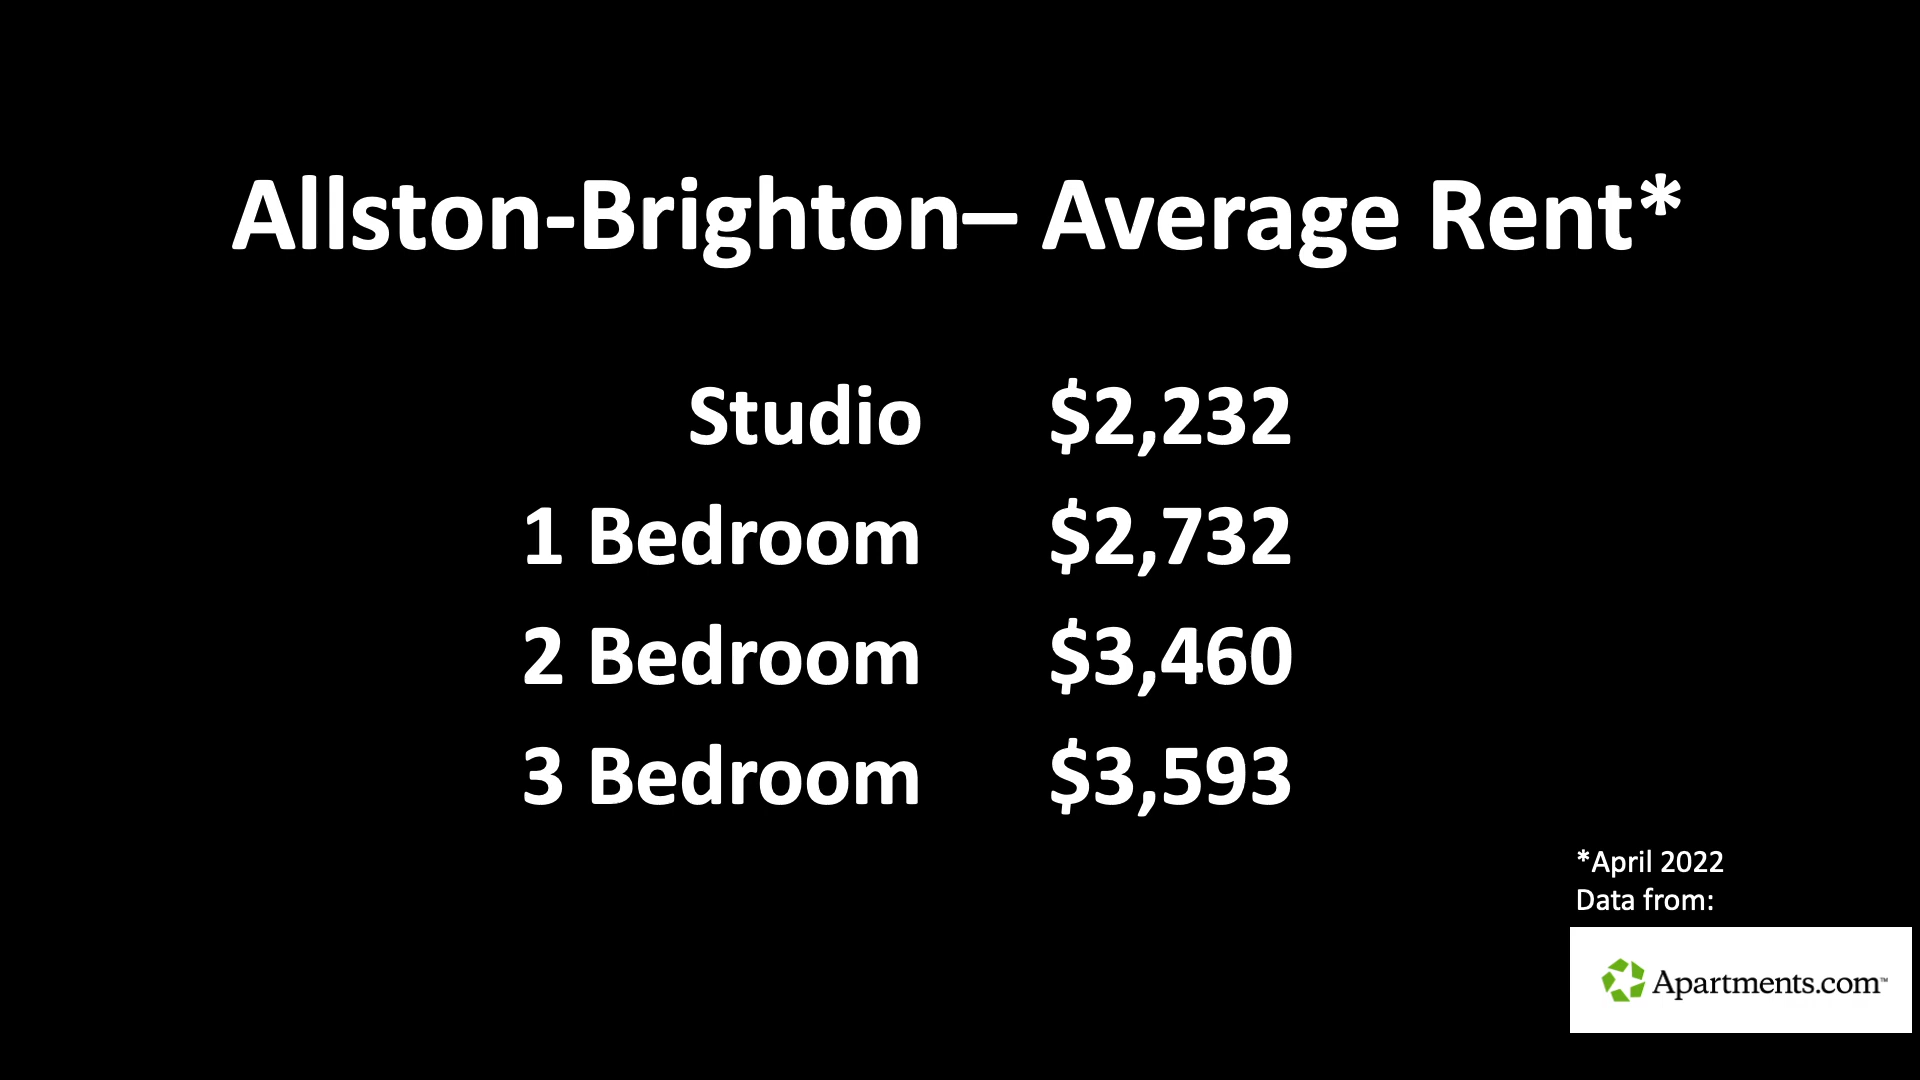 Allston-Brighton– Average Rent*
Studio $2,232
1 Bedroom $2,732
2 Bedroom $3,460
3 Bedroom $3,593
*April 2022
Data from:
Apartments.com™